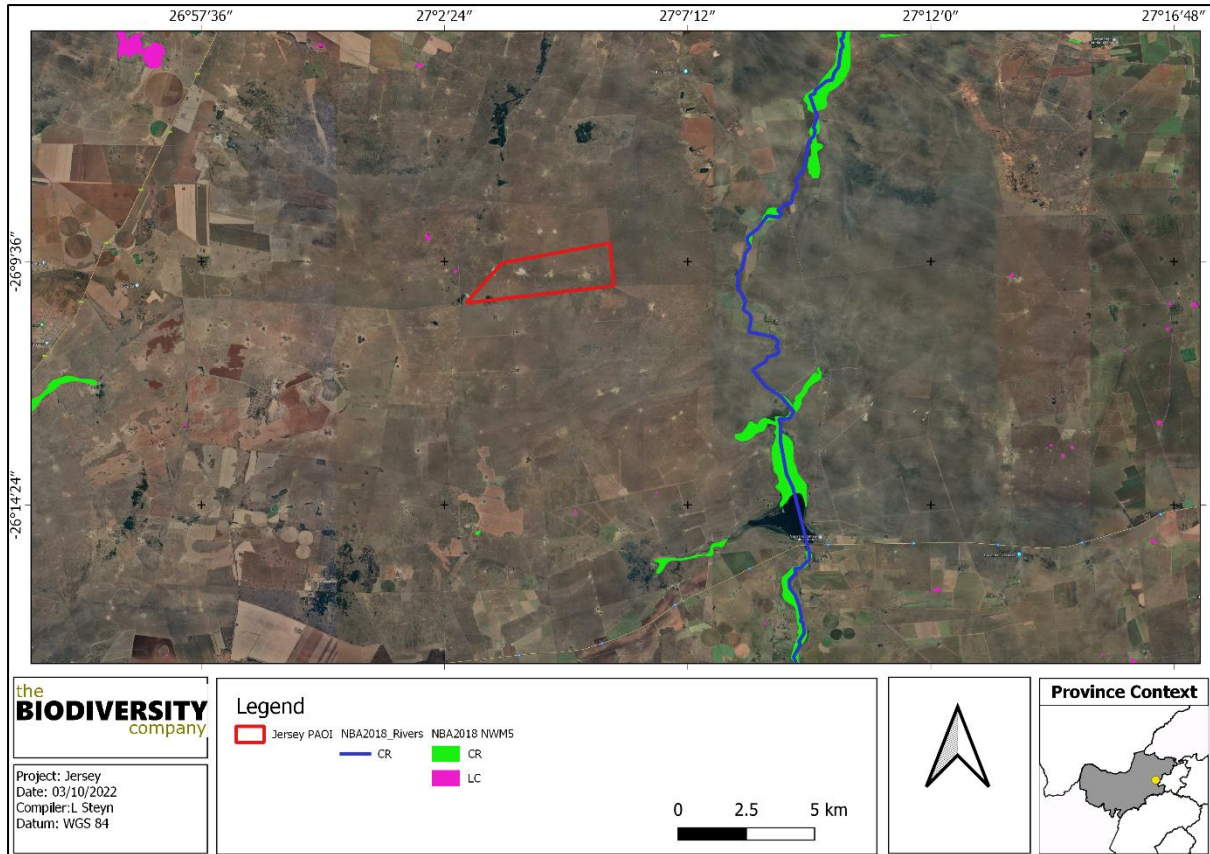 26°57′36″ 27°2′24″ 27°7′12″ 27°12′0″ 27°16′48″
-26°9′36″
-26°14′24″
the
BIODIVERSITY
company
Project: Jersey
Date: 03/10/2022
Compiler:L Steyn
Datum: WGS 84
Legend
Jersey PAOI NBA2018_Rivers NBA2018 NWM5
CR CR
LC
0 2.5 5 km
Province Context